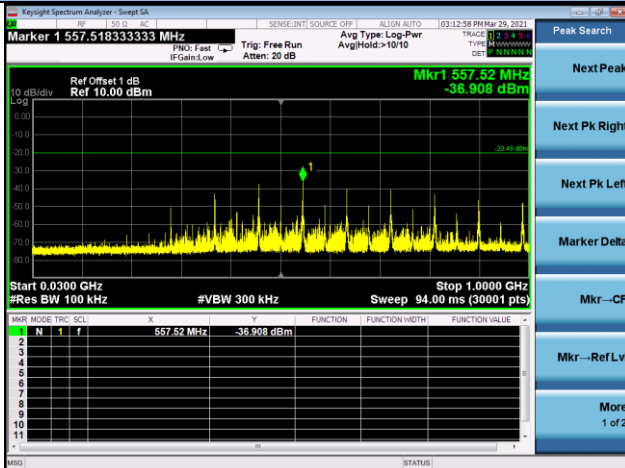 Keysight Spectrum Analyzer - Swept SA
RF 50 Ω AC SENSE:INT SOURCE OFF ALIGN AUTO 03:12:58 PM Mar 29, 2021
Marker 1 557.518333333 MHz
PNO: Fast
IFGain:Low
Trig: Free Run
Atten: 20 dB
Avg Type: Log-Pwr
Avg|Hold:>10/10
TRACE 1 2 3 4 5 6
TYPE M WWWWW
DET P N N N N N
Peak Search
Mkr1 557.52 MHz
-36.908 dBm
Ref Offset 1 dB
Ref 10.00 dBm
10 dB/div
Log
0.00
-10.0
-20.0
-30.0
-40.0
-50.0
-60.0
-70.0
-80.0
-20.49 dBm
1
Start 0.0300 GHz Stop 1.0000 GHz
#Res BW 100 kHz #VBW 300 kHz Sweep 94.00 ms (30001 pts)
MKR MODE TRC SCL X Y FUNCTION FUNCTION WIDTH FUNCTION VALUE
1 N 1 f 557.52 MHz -36.908 dBm
2
3
4
5
6
7
8
9
10
11
Next Peak
Next Pk Right
Next Pk Left
Marker Delta
Mkr→CF
Mkr→Ref Lv
More
1 of 2
MSG STATUS